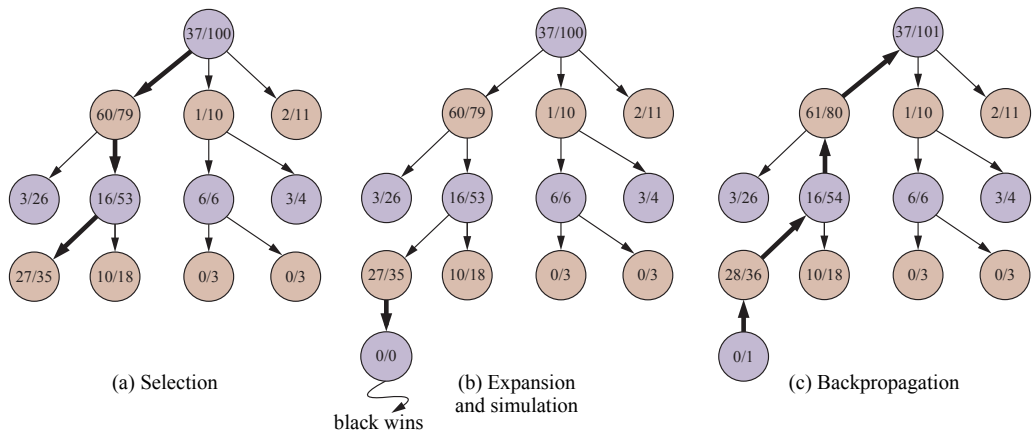 37/100
60/79 1/10 2/11
3/26 16/53 6/6 3/4
27/35 10/18 0/3 0/3
(a) Selection
37/100
60/79 1/10 2/11
3/26 16/53 6/6 3/4
27/35 10/18 0/3 0/3
0/0
black wins
(b) Expansion
and simulation
37/101
61/80 1/10 2/11
3/26 16/54 6/6 3/4
28/36 10/18 0/3 0/3
0/1
(c) Backpropagation